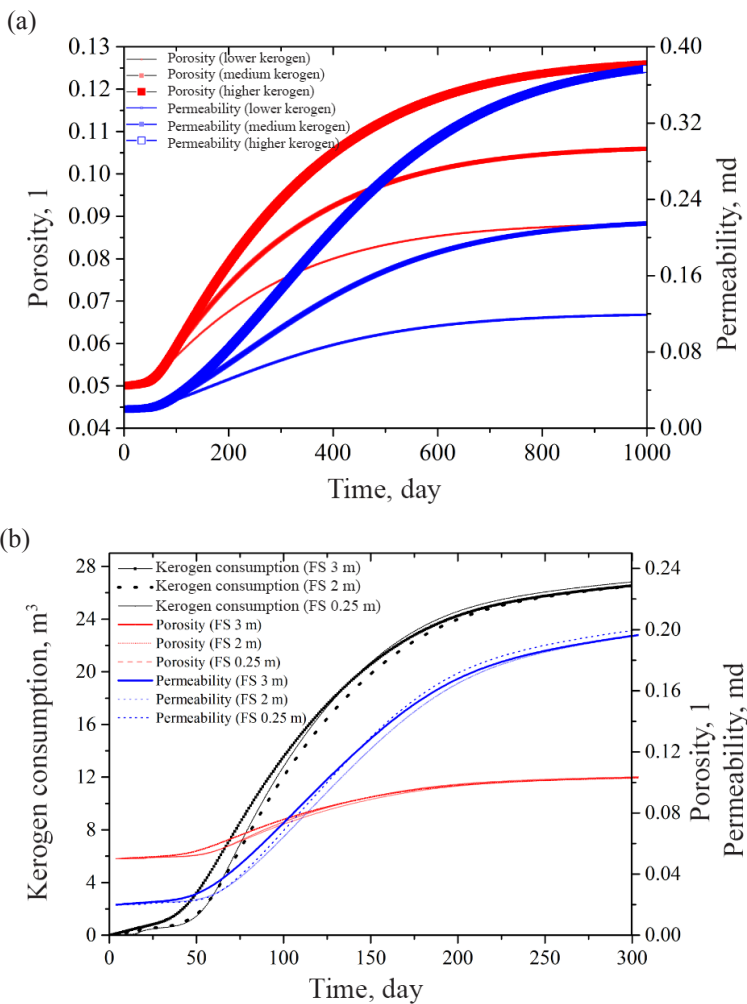 (a)
0.13
0.12
0.11
0.10
0.09
0.08
0.07
0.06
0.05
0.04
Porosity, 1
Porosity (lower kerogen)
Porosity (medium kerogen)
Porosity (higher kerogen)
Permeability (lower kerogen)
Permeability (medium kerogen)
Permeability (higher kerogen)
0.40
0.32
0.24
0.16
0.08
0.00
Permeability, md
0 200 400 600 800 1000
Time, day
(b)
28
24
20
16
12
8
4
0
Kerogen consumption, m³
Kerogen consumption (FS 3 m)
Kerogen consumption (FS 2 m)
Kerogen consumption (FS 0.25 m)
Porosity (FS 3 m)
Porosity (FS 2 m)
Porosity (FS 0.25 m)
Permeability (FS 3 m)
Permeability (FS 2 m)
Permeability (FS 0.25 m)
0.24
0.20
0.16
0.12
0.08
0.04
0.00
Porosity, 1
Permeability, md
0 50 100 150 200 250 300
Time, day